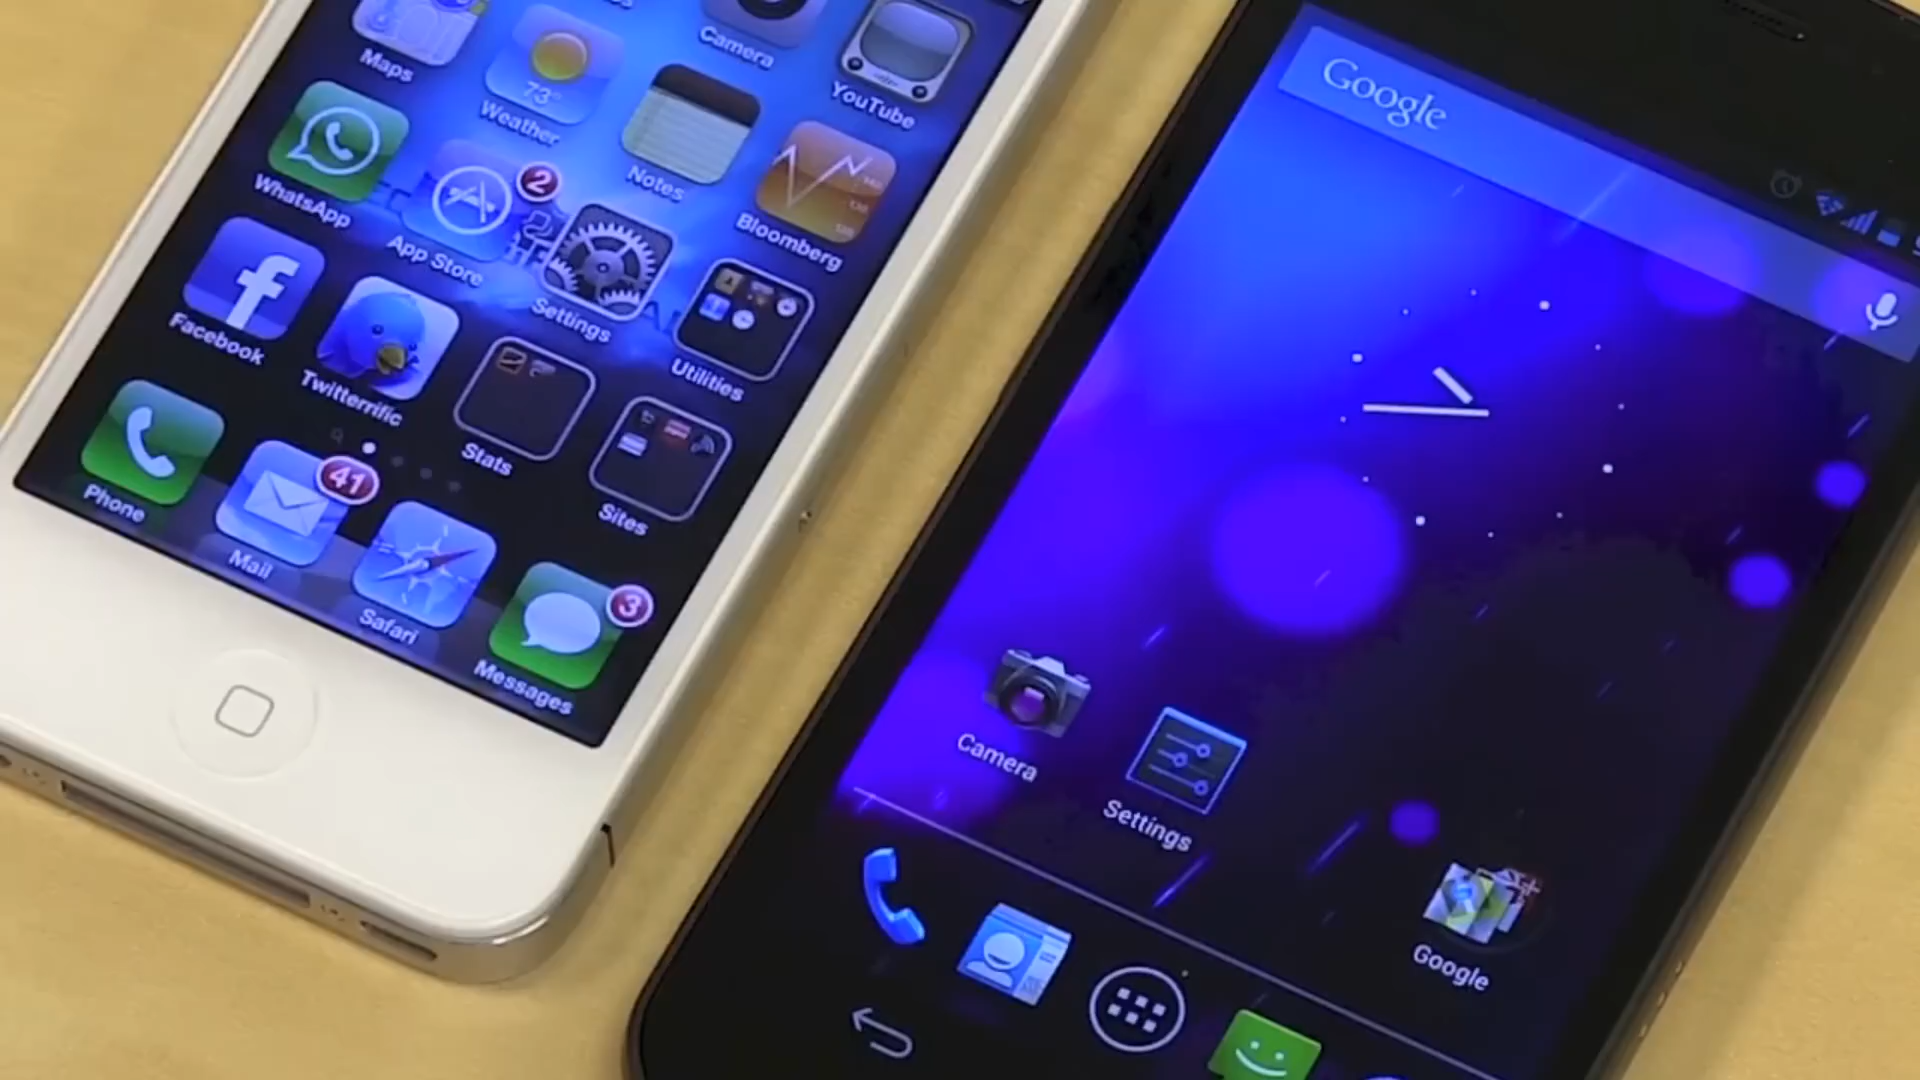 Maps
Weather
73°
Camera
YouTube
WhatsApp
App Store
2
Notes
Bloomberg
Facebook
Twitterrific
Settings
Utilities
Stats
Sites
Phone
Mail
41
Safari
Messages
3
Google
Camera
Settings
Google